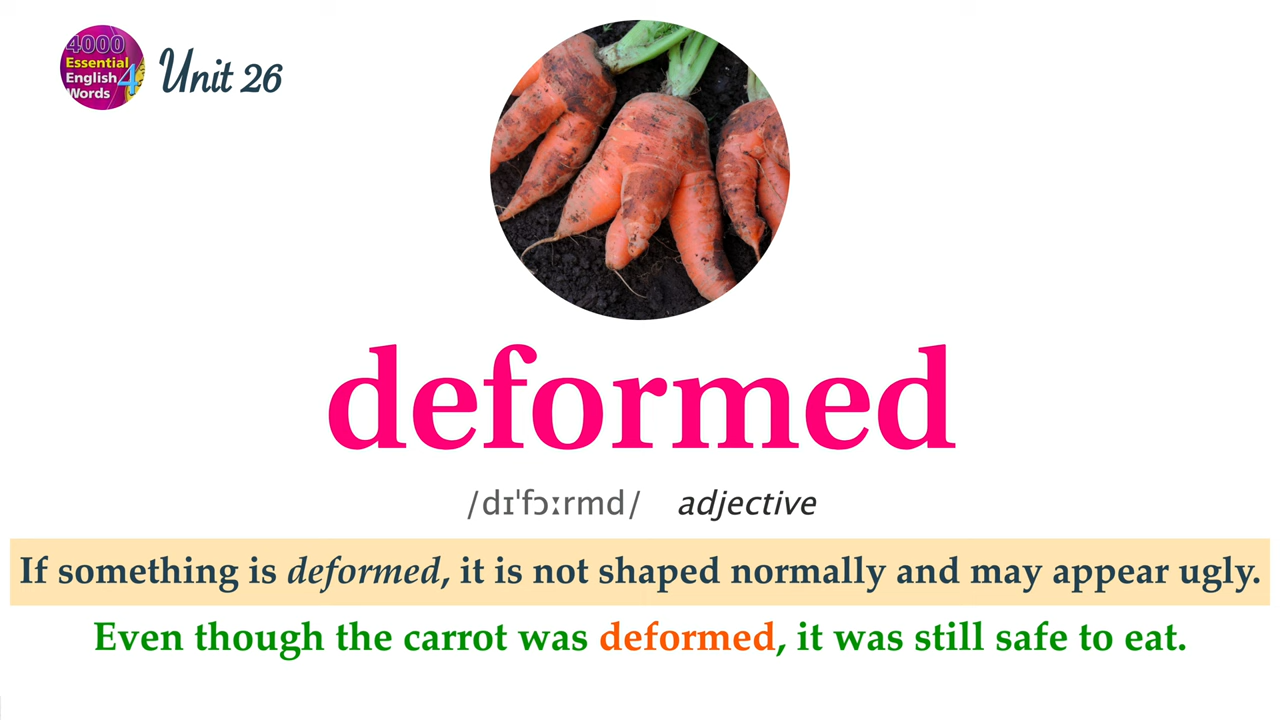 4000
Essential
English
Words
4
Unit 26
deformed
/dɪˈfɔːrmd/ adjective
If something is deformed, it is not shaped normally and may appear ugly.
Even though the carrot was deformed, it was still safe to eat.